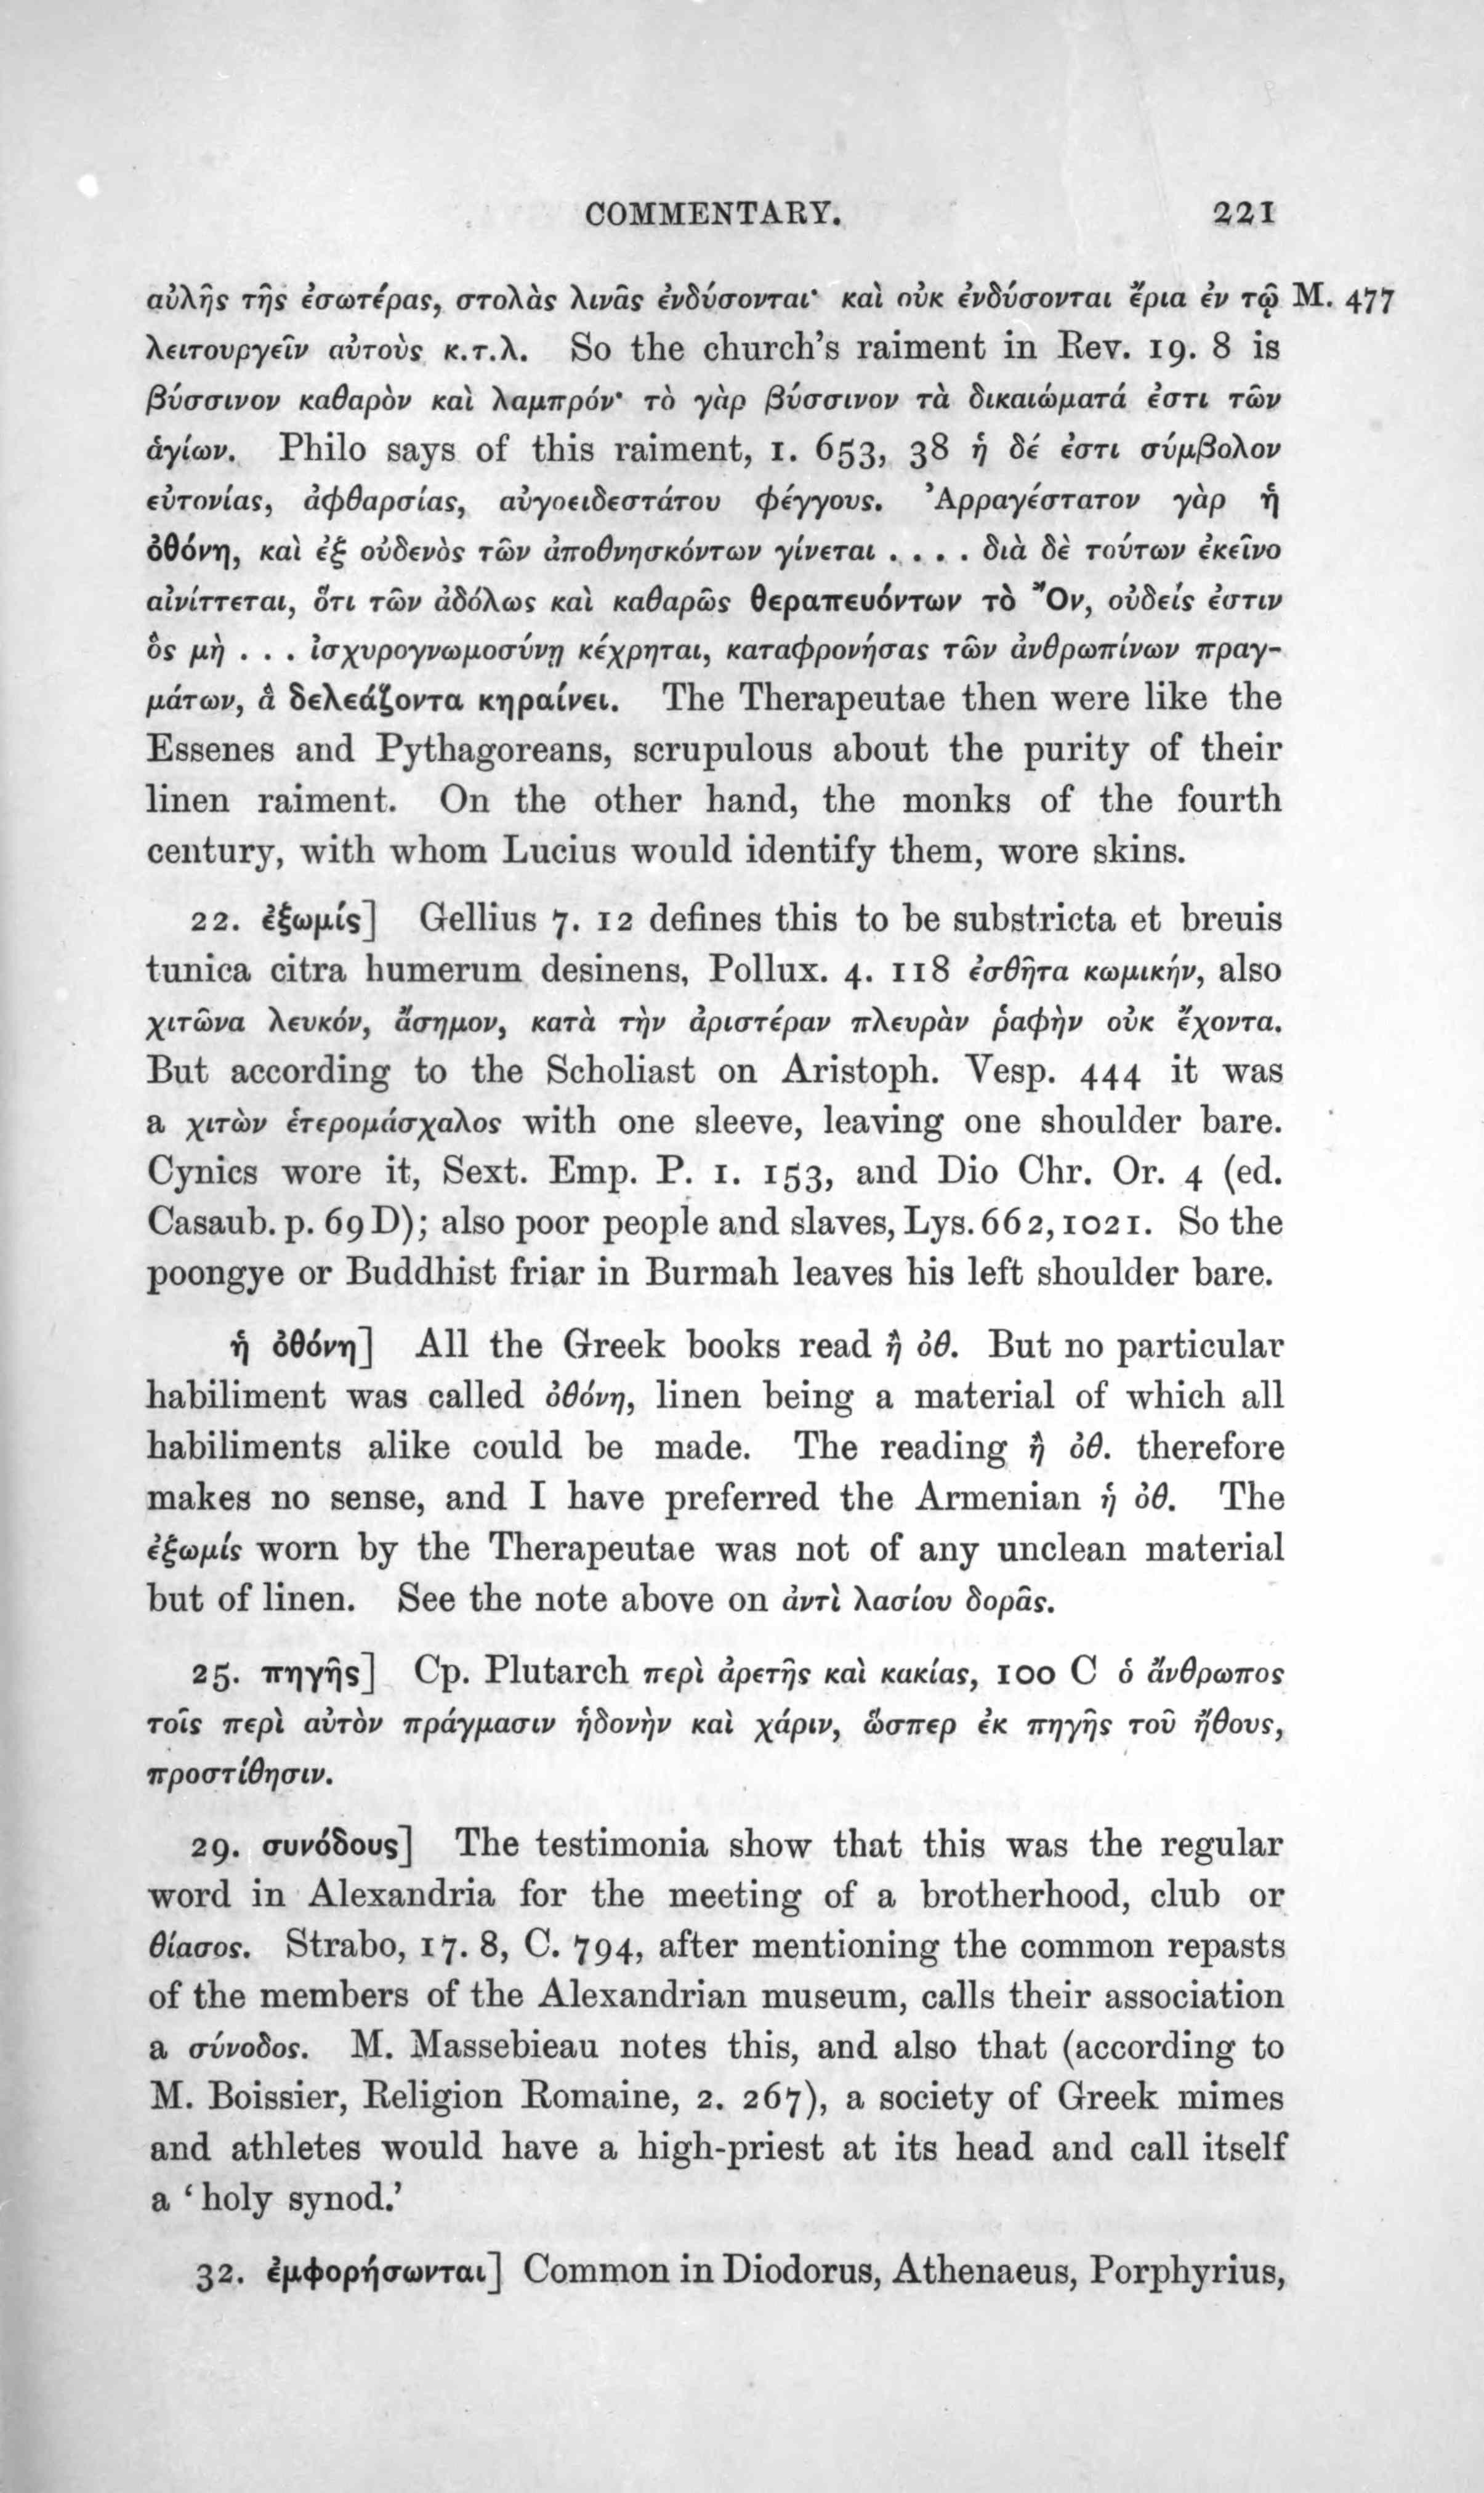 COMMENTARY. 221
αὐλῆς τῆς ἐσωτέρας, στολὰς λινᾶς ἐνδύσονται· καὶ οὐκ ἐνδύσονται ἔρια ἐν τῷ M. 477
λειτουργεῖν αὐτοὺς κ.τ.λ. So the church's raiment in Rev. 19. 8 is
βύσσινον καθαρὸν καὶ λαμπρόν· τὸ γὰρ βύσσινον τὰ δικαιώματά ἐστι τῶν
ἁγίων. Philo says of this raiment, 1. 653, 38 ἡ δέ ἐστι σύμβολον
εὐτονίας, ἀφθαρσίας, αὐγοειδεστάτου φέγγους. Ἀρραγέστατον γὰρ ἡ
ὀθόνη, καὶ ἐξ οὐδενὸς τῶν ἀποθνησκόντων γίνεται . . . . διὰ δὲ τούτων ἐκεῖνο
αἰνίττεται, ὅτι τῶν ἀδόλως καὶ καθαρῶς θεραπευόντων τὸ Ὂν, οὐδείς ἐστιν
ὃς μὴ . . . ἰσχυρογνωμοσύνῃ κέχρηται, καταφρονήσας τῶν ἀνθρωπίνων πραγ-
μάτων, ἃ δελεάζοντα κηραίνει. The Therapeutae then were like the
Essenes and Pythagoreans, scrupulous about the purity of their
linen raiment. On the other hand, the monks of the fourth
century, with whom Lucius would identify them, wore skins.
22. ἐξωμίς] Gellius 7. 12 defines this to be substricta et breuis
tunica citra humerum desinens, Pollux. 4. 118 ἐσθῆτα κωμικήν, also
χιτῶνα λευκόν, ἄσημον, κατὰ τὴν ἀριστέραν πλευρὰν ῥαφὴν οὐκ ἔχοντα.
But according to the Scholiast on Aristoph. Vesp. 444 it was
a χιτὼν ἑτερομάσχαλος with one sleeve, leaving one shoulder bare.
Cynics wore it, Sext. Emp. P. 1. 153, and Dio Chr. Or. 4 (ed.
Casaub. p. 69 D); also poor people and slaves, Lys. 662, 1021. So the
poongye or Buddhist friar in Burmah leaves his left shoulder bare.
ἡ ὀθόνη] All the Greek books read ἢ ὀθ. But no particular
habiliment was called ὀθόνη, linen being a material of which all
habiliments alike could be made. The reading ἢ ὀθ. therefore
makes no sense, and I have preferred the Armenian ἡ ὀθ. The
ἐξωμίς worn by the Therapeutae was not of any unclean material
but of linen. See the note above on ἀντὶ λασίου δορᾶς.
25. πηγῆς] Cp. Plutarch περὶ ἀρετῆς καὶ κακίας, 100 C ὁ ἄνθρωπος
τοῖς περὶ αὑτὸν πράγμασιν ἡδονὴν καὶ χάριν, ὥσπερ ἐκ πηγῆς τοῦ ἤθους,
προστίθησιν.
29. συνόδους] The testimonia show that this was the regular
word in Alexandria for the meeting of a brotherhood, club or
θίασος. Strabo, 17. 8, C. 794, after mentioning the common repasts
of the members of the Alexandrian museum, calls their association
a σύνοδος. M. Massebieau notes this, and also that (according to
M. Boissier, Religion Romaine, 2. 267), a society of Greek mimes
and athletes would have a high-priest at its head and call itself
a ‘holy synod.’
32. ἐμφορήσωνται] Common in Diodorus, Athenaeus, Porphyrius,